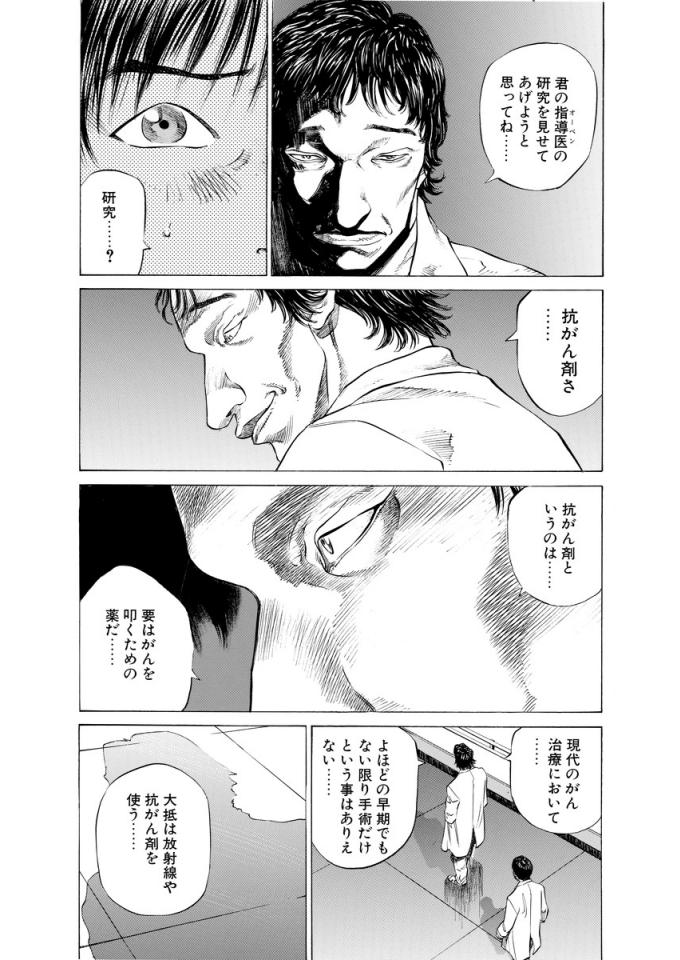 君の指導医の
オーベン
研究を見せて
あげようと
思ってね……
研究……？
抗がん剤さ
……
抗がん剤と
いうのは……
要はがんを
叩くための
薬だ……
現代のがん
治療において
……
よほどの早期でも
ない限り手術だけ
という事はありえ
ない……
大抵は放射線や
抗がん剤を
使う……